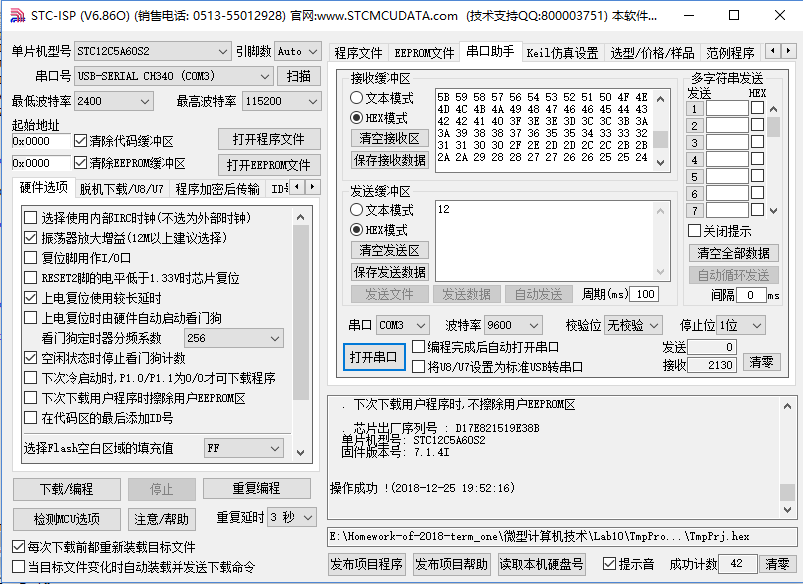 STC-ISP (V6.86O) (销售电话: 0513-55012928) 官网:www.STCMCUDATA.com (技术支持QQ:800003751) 本软件...
单片机型号 STC12C5A60S2 引脚数 Auto
串口号 USB-SERIAL CH340 (COM3) 扫描
最低波特率 2400 最高波特率 115200
起始地址
0x0000 清除代码缓冲区 打开程序文件
0x0000 清除EEPROM缓冲区 打开EEPROM文件
硬件选项 脱机下载/U8/U7 程序加密后传输 ID号
选择使用内部IRC时钟(不选为外部时钟)
振荡器放大增益(12M以上建议选择)
复位脚用作I/O口
RESET2脚的电平低于1.33V时芯片复位
上电复位使用较长延时
上电复位时由硬件自动启动看门狗
看门狗定时器分频系数 256
空闲状态时停止看门狗计数
下次冷启动时,P1.0/P1.1为0/0才可下载程序
下次下载用户程序时擦除用户EEPROM区
在代码区的最后添加ID号
选择Flash空白区域的填充值 FF
下载/编程 停止 重复编程
检测MCU选项 注意/帮助 重复延时 3 秒
每次下载前都重新装载目标文件
当目标文件变化时自动装载并发送下载命令
程序文件 EEPROM文件 串口助手 Keil仿真设置 选型/价格/样品 范例程序
接收缓冲区
文本模式
HEX模式
清空接收区
保存接收数据
5B 59 58 57 56 54 53 52 51 50 4F 4E
4D 4C 4B 4A 49 48 47 46 46 45 44 43
42 42 41 40 3F 3E 3E 3D 3C 3C 3B 3A
3A 39 38 38 37 36 35 35 34 33 33 32
31 31 30 30 2F 2E 2D 2D 2C 2C 2B 2B
2A 2A 29 28 28 27 27 26 26 25 25 24
发送缓冲区
文本模式
HEX模式
清空发送区
保存发送数据
12
发送文件 发送数据 自动发送 周期(ms) 100
多字符串发送
发送 HEX
1
2
3
4
5
6
7
关闭提示
清空全部数据
自动循环发送
间隔 0 ms
串口 COM3 波特率 9600 校验位 无校验 停止位 1位
打开串口 编程完成后自动打开串口
将U8/U7设置为标准USB转串口
发送 0
接收 2130 清零
. 下次下载用户程序时,不擦除用户EEPROM区
. 芯片出厂序列号 : D17E821519E38B
单片机型号: STC12C5A60S2
固件版本号: 7.1.4I
操作成功 !(2018-12-25 19:52:16)
E:\Homework-of-2018-term_one\微型计算机技术\Lab10\TmpPro...\TmpPrj.hex
发布项目程序 发布项目帮助 读取本机硬盘号 提示音 成功计数 42 清零